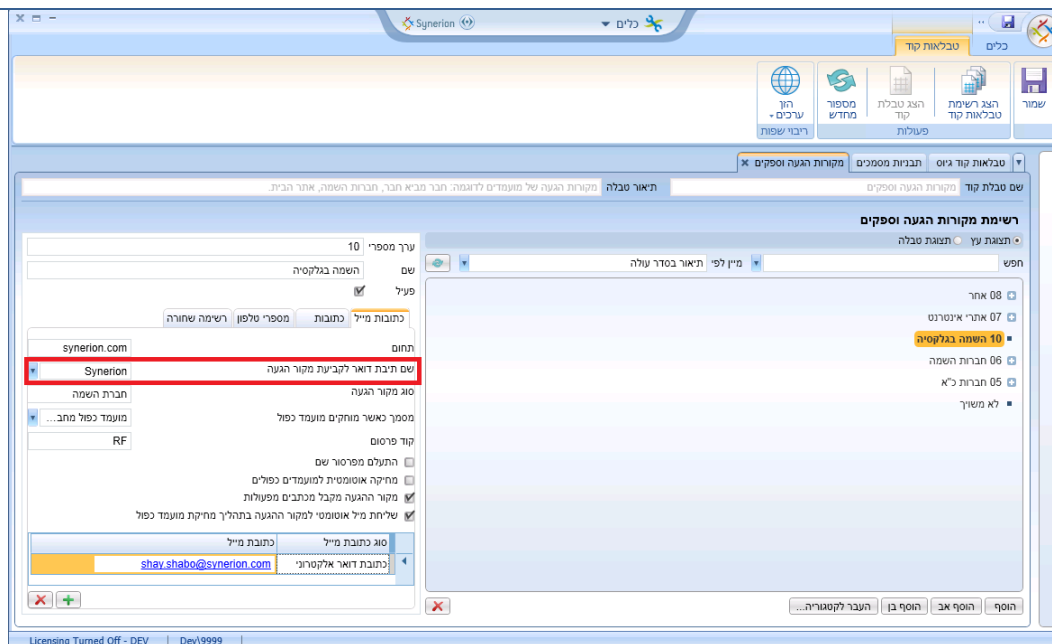 Synerion
כלים
כלים
טבלאות קוד
שמור
הצג רשימת טבלאות קוד
הצג טבלת קוד
מספור מחדש
הזן ערכים
פעולות
ריבוי שפות
טבלאות קוד גיוס
תבניות מסמכים
מקורות הגעה וספקים
שם טבלת קוד מקורות הגעה וספקים
תיאור טבלה מקורות הגעה של מועמדים לדוגמה: חבר מביא חבר, חברות השמה, אתר הבית.
רשימת מקורות הגעה וספקים
תצוגת עץ תצוגת טבלה
חפש
מיין לפי תיאור בסדר עולה
08 אחר
07 אתרי אינטרנט
10 השמה בגלקסיה
06 חברות השמה
05 חברות כ"א
לא משויך
הוסף
הוסף אב
הוסף בן
העבר לקטגוריה...
ערך מספרי 10
שם השמה בגלקסיה
פעיל
כתובות מייל
כתובות
מספרי טלפון
רשימה שחורה
תחום synerion.com
שם תיבת דואר לקביעת מקור הגעה Synerion
סוג מקור הגעה חברת השמה
מסמך כאשר מוחקים מועמד כפול מועמד כפול מחב...
קוד פרסום RF
התעלם מפרסור שם
מחיקה אוטומטית למועמדים כפולים
מקור ההגעה מקבל מכתבים מפעולות
שליחת מיל אוטומטי למקור ההגעה בתהליך מחיקת מועמד כפול
סוג כתובת מייל כתובת מייל
כתובת דואר אלקטרוני shay.shabo@synerion.com
Licensing Turned Off - DEV | Dev\9999